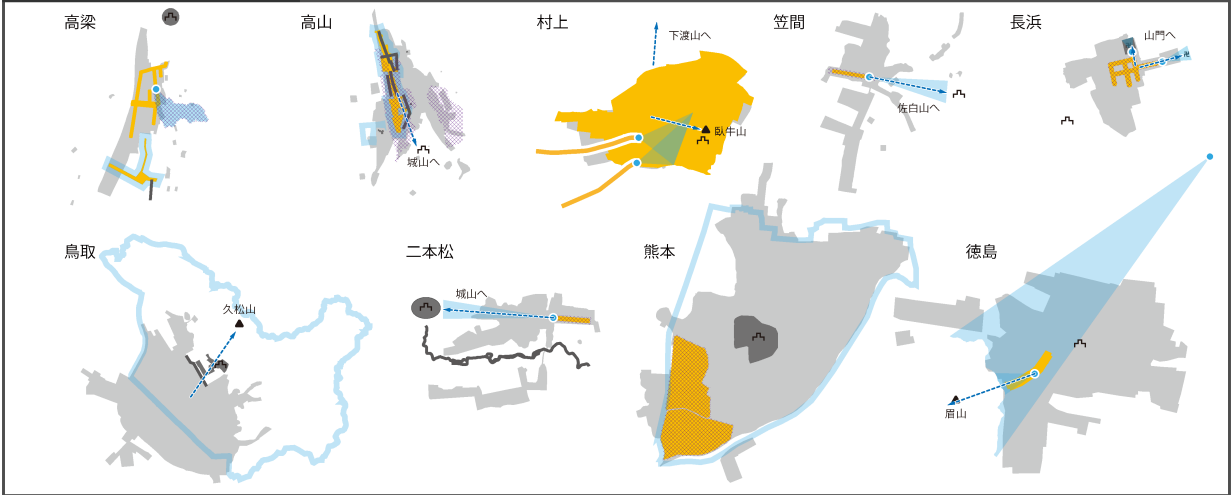 高梁
高山
城山へ
村上
下渡山へ
臥牛山
笠間
佐白山へ
長浜
山門へ
卍
鳥取
久松山
二本松
城山へ
熊本
徳島
眉山